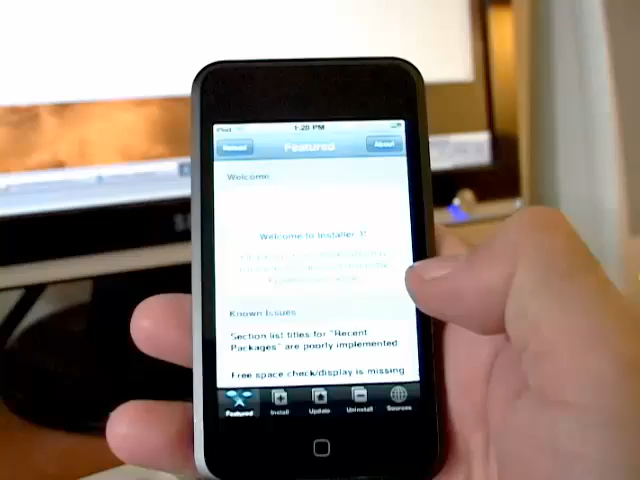 iPod 1:20 PM
Reload Featured About
Welcome
Welcome to Installer 3!
Known Issues
Section list titles for "Recent
Packages" are poorly implemented
Free space check/display is missing
Featured Install Update Uninstall Sources